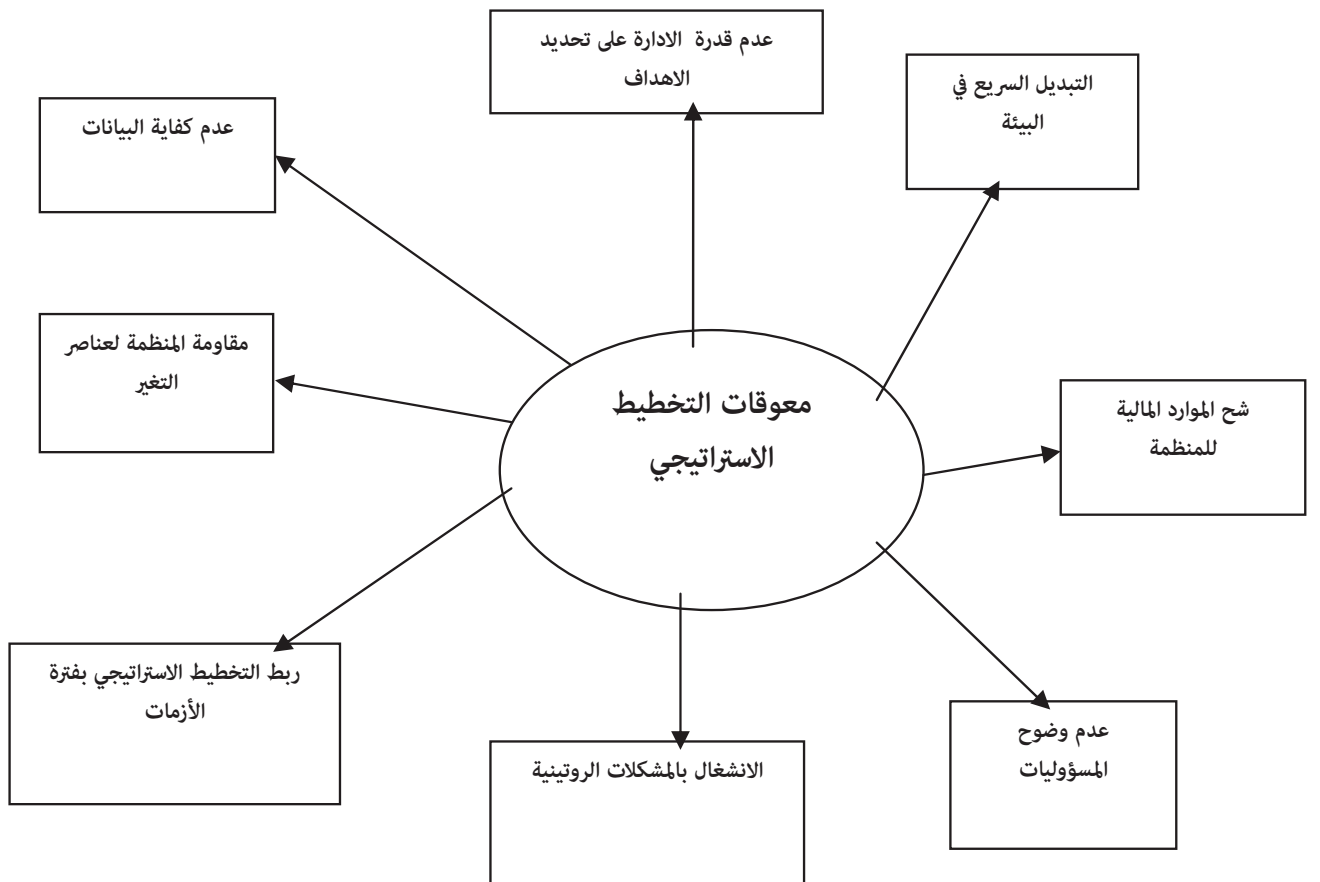 عدم قدرة الادارة على تحديد
الاهداف
التبديل السريع في
البيئة
عدم كفاية البيانات
مقاومة المنظمة لعناصر
التغير
معوقات التخطيط
الاستراتيجي
شح الموارد المالية
للمنظمة
ربط التخطيط الاستراتيجي بفترة
الأزمات
عدم وضوح
المسؤوليات
الانشغال بالمشكلات الروتينية